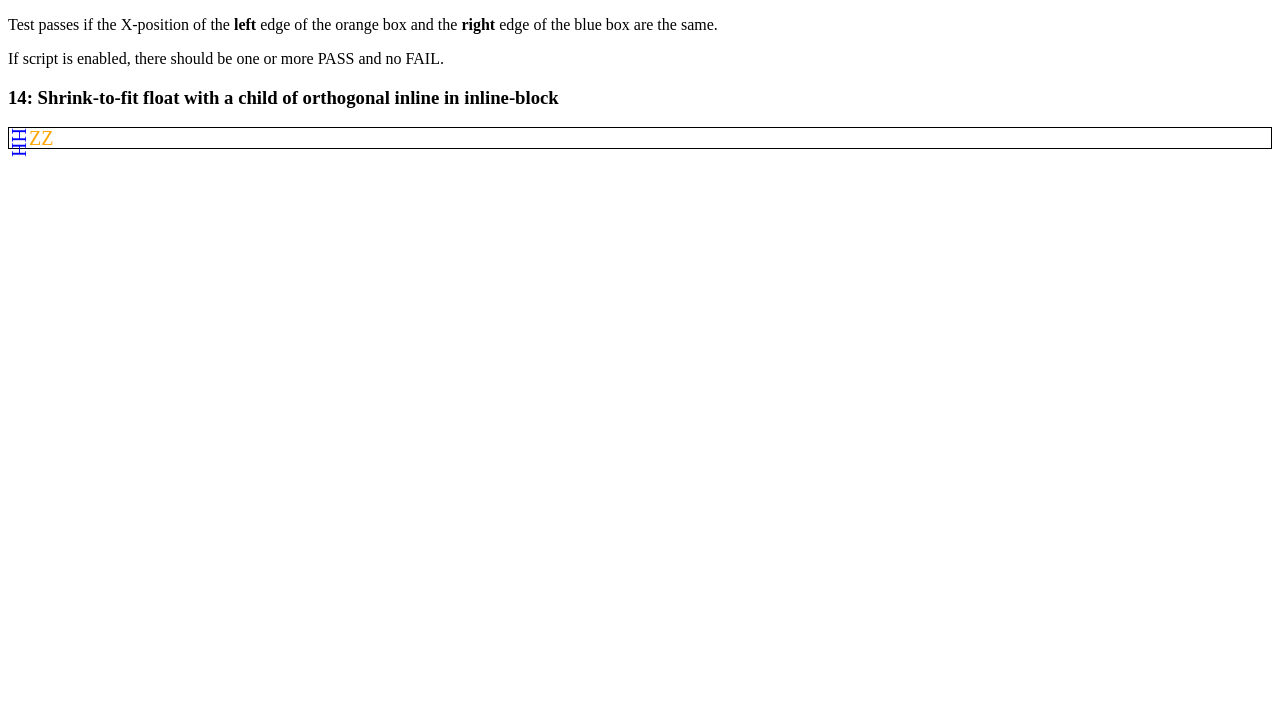 Test passes if the X-position of the left edge of the orange box and the right edge of the blue box are the same.
If script is enabled, there should be one or more PASS and no FAIL.
14: Shrink-to-fit float with a child of orthogonal inline in inline-block
HH ZZ